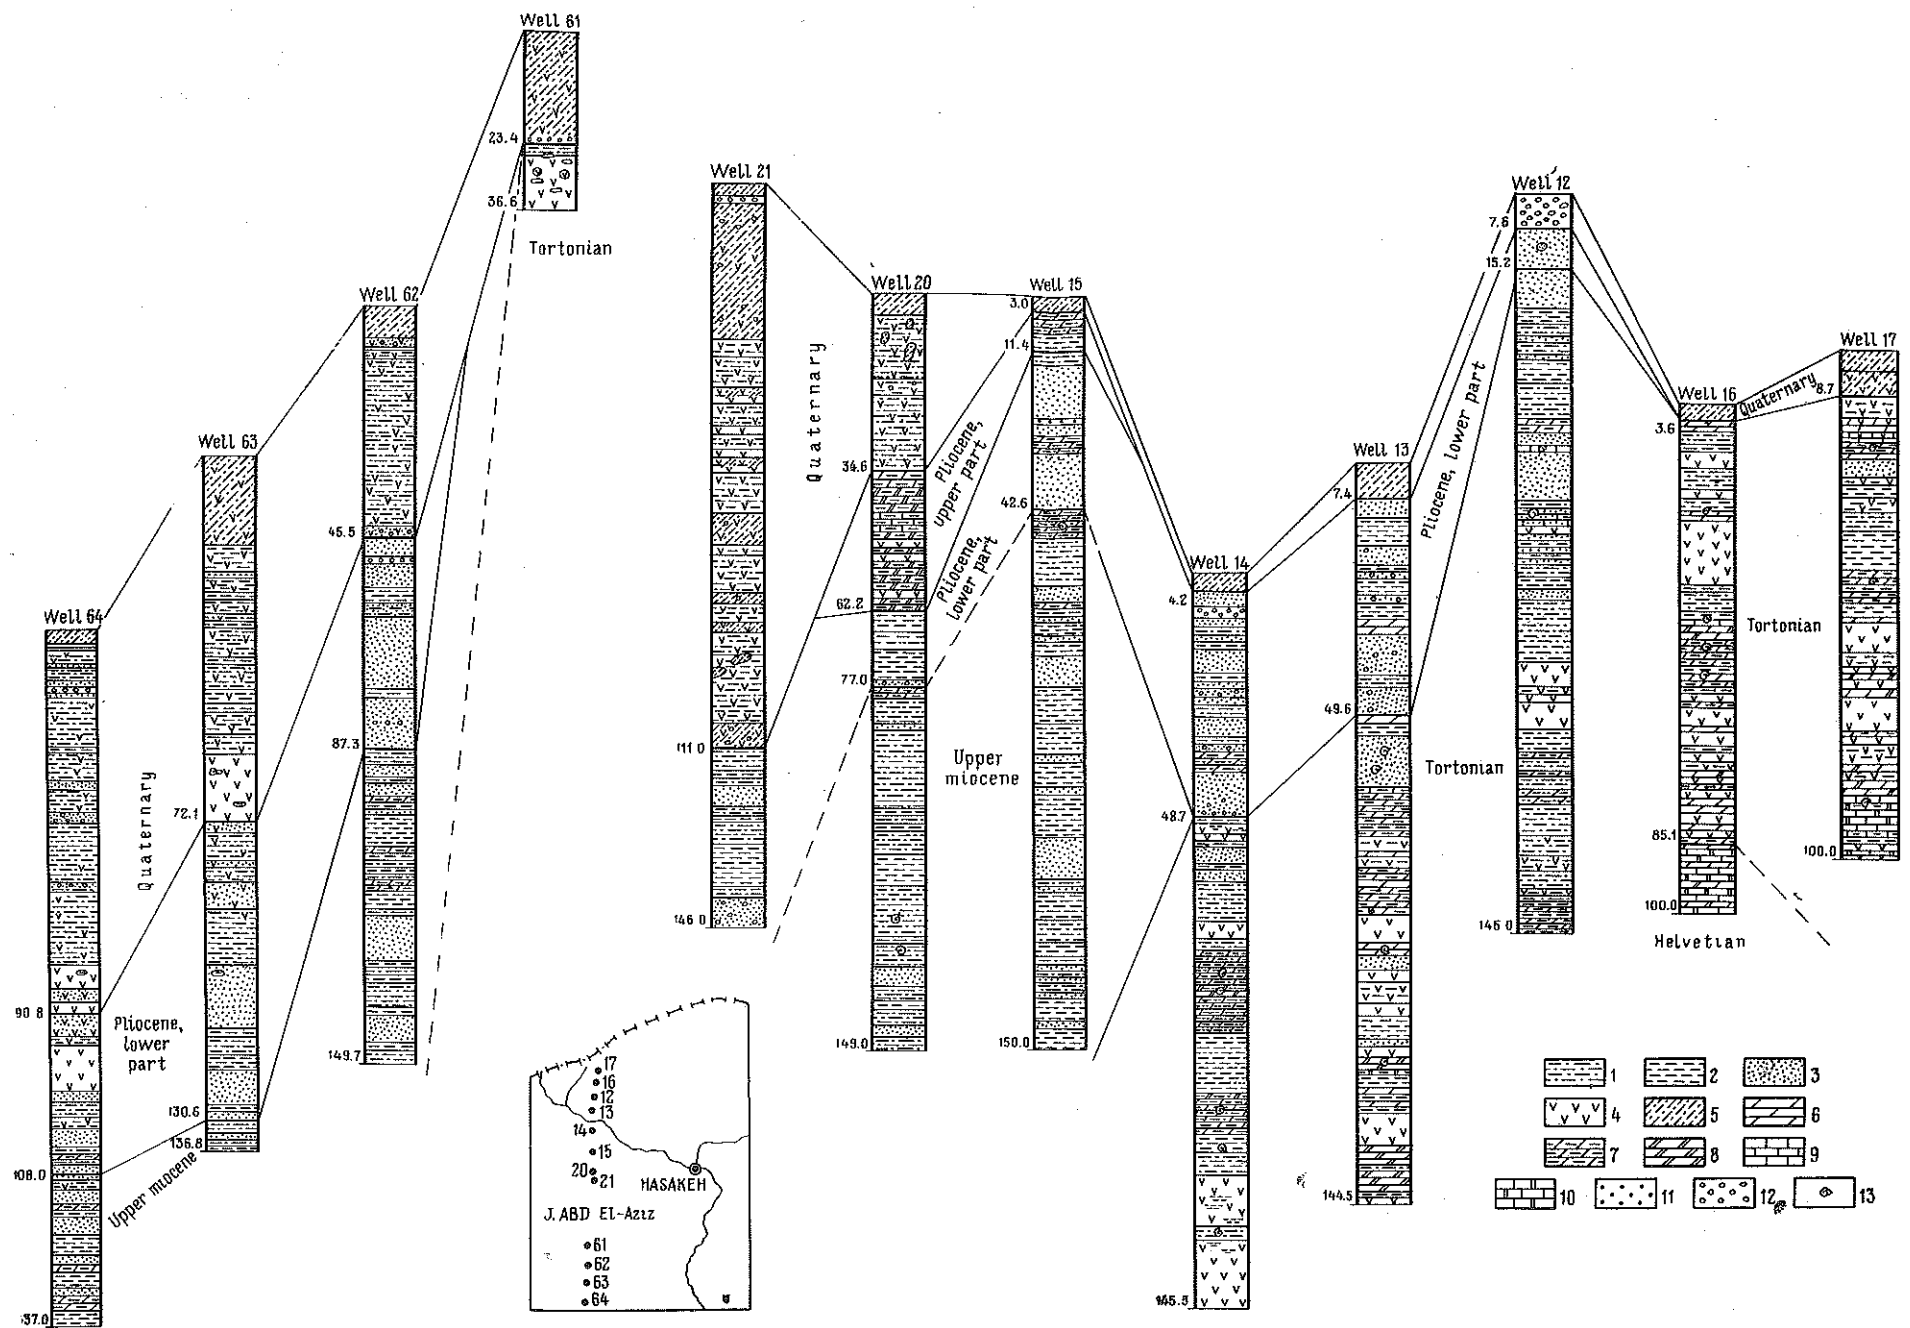 Well 61
23.4
36.6
Tortonian
Well 62
45.5
87.3
149.7
Well 63
72.1
130.6
136.8
Well 64
90.8
108.0
137.0
Quaternary
Pliocene,
lower
part
Upper miocene
Well 21
111.0
146.0
Quaternary
Well 20
34.6
62.2
77.0
149.0
Pliocene,
upper part
Pliocene,
lower part
Well 15
3.0
11.4
42.6
150.0
Upper
miocene
Well 14
4.2
48.7
145.5
Well 13
7.4
49.6
144.5
Pliocene, lower part
Tortonian
Well 12
7.6
15.2
146.0
Well 16
3.6
85.1
100.0
Helvetian
Quaternary
Tortonian
Well 17
8.7
100.0
17
16
12
13
14
15
20
21
HASAKEH
J. ABD El-Aziz
61
62
63
64
1
2
3
4
5
6
7
8
9
10
11
12
13